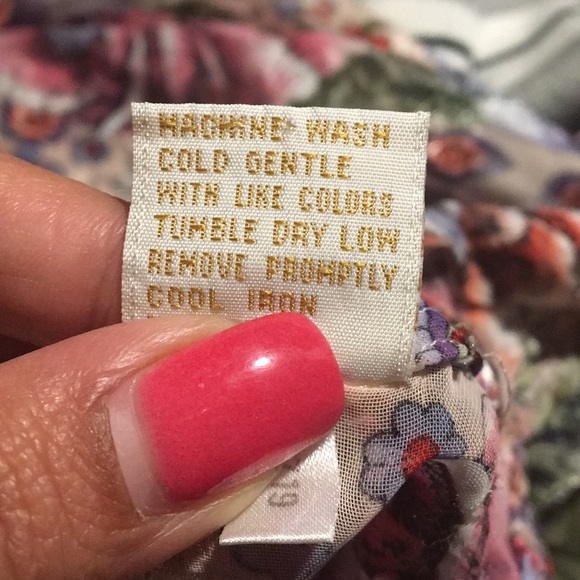 MACHINE WASH
COLD GENTLE
WITH LIKE COLORS
TUMBLE DRY LOW
REMOVE PROMPTLY
COOL IRON